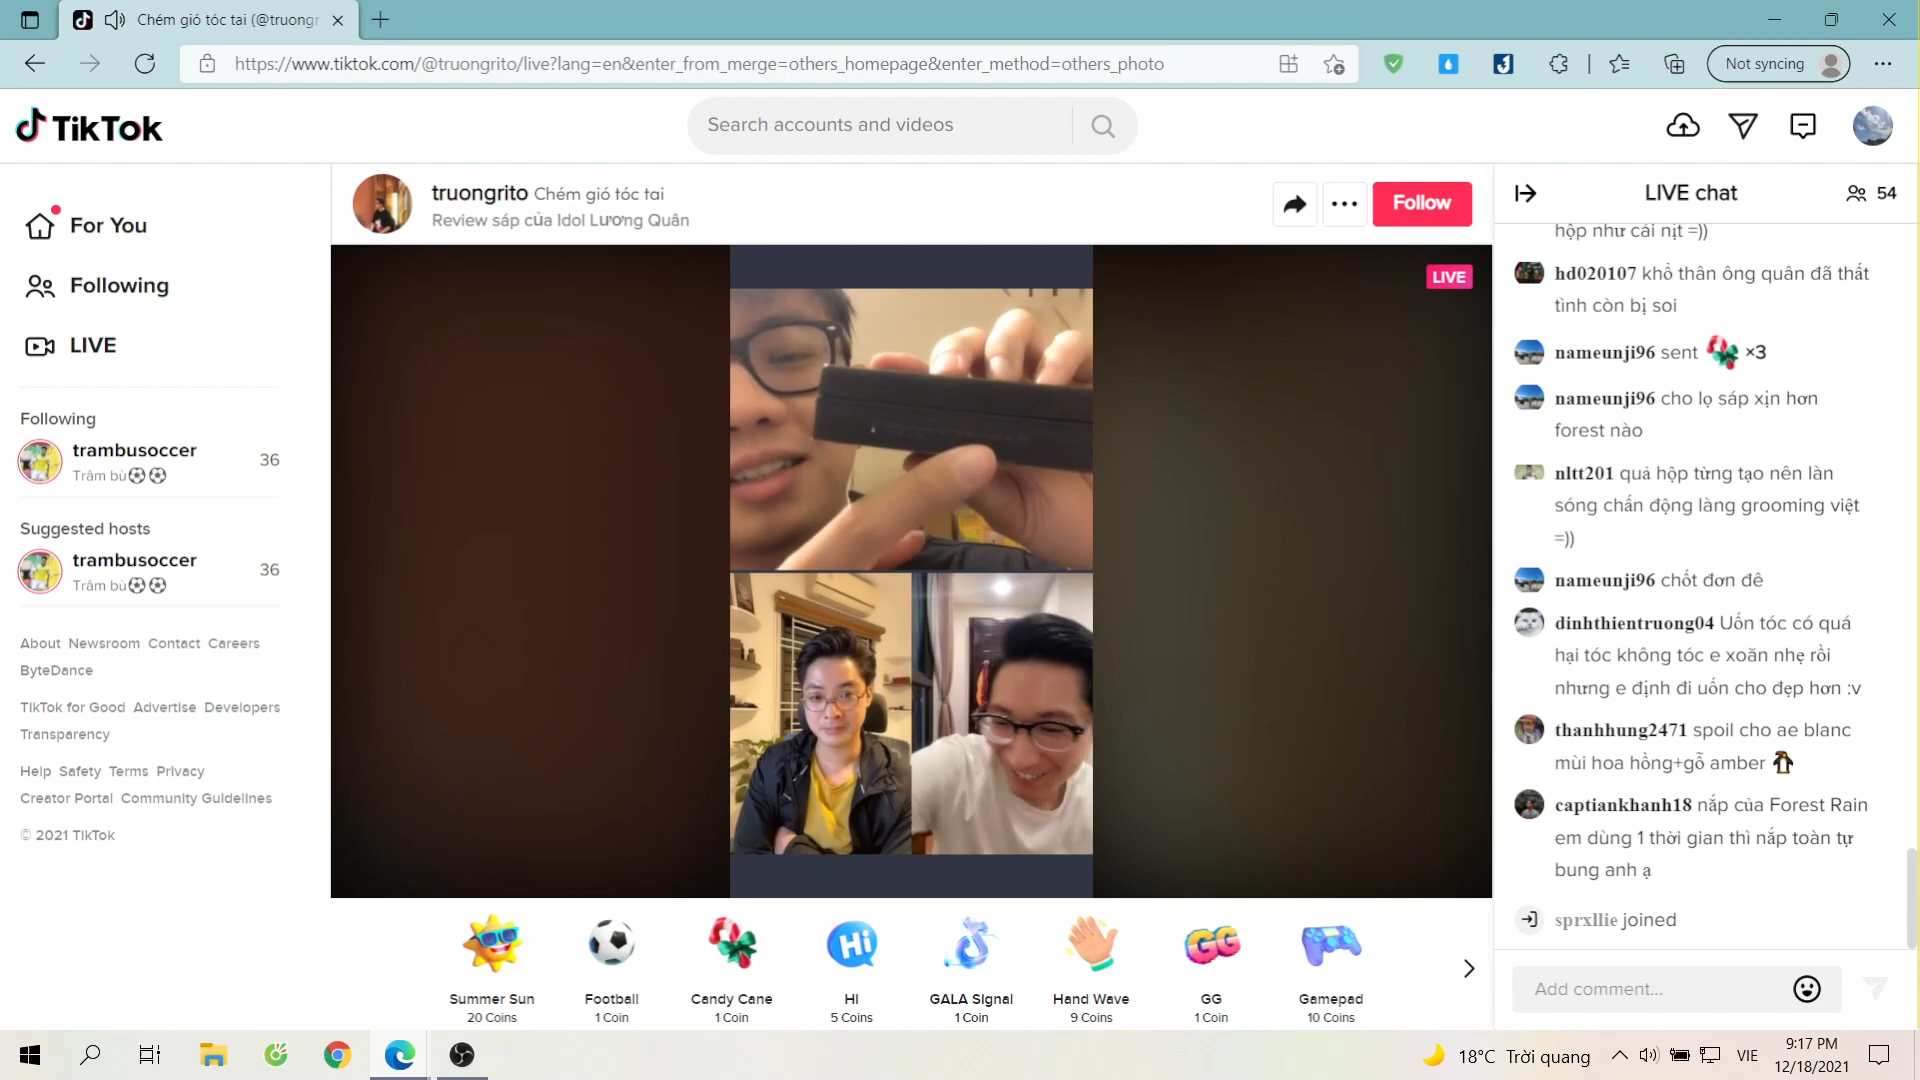 Chém gió tóc tai (@truongr
https://www.tiktok.com/@truongrito/live?lang=en&enter_from_merge=others_homepage&enter_method=others_photo
Not syncing
TikTok
Search accounts and videos
For You
Following
LIVE
Following
trambusoccer
Trâm bù⚽⚽
36
Suggested hosts
trambusoccer
Trâm bù⚽⚽
36
About Newsroom Contact Careers
ByteDance
TikTok for Good Advertise Developers
Transparency
Help Safety Terms Privacy
Creator Portal Community Guidelines
© 2021 TikTok
truongrito Chém gió tóc tai
Review sáp của Idol Lương Quân
Follow
LIVE
Summer Sun
20 Coins
Football
1 Coin
Candy Cane
1 Coin
Hi
HI
5 Coins
GALA Signal
1 Coin
Hand Wave
9 Coins
GG
GG
1 Coin
Gamepad
10 Coins
LIVE chat
54
hộp như cái nịt =))
hd020107 khổ thân ông quân đã thất
tình còn bị soi
nameunji96 sent ×3
nameunji96 cho lọ sáp xịn hơn
forest nào
nltt201 quả hộp từng tạo nên làn
sóng chấn động làng grooming việt
=))
nameunji96 chốt đơn đê
dinhthientruong04 Uốn tóc có quá
hại tóc không tóc e xoăn nhẹ rồi
nhưng e định đi uốn cho đẹp hơn :v
thanhhung2471 spoil cho ae blanc
mùi hoa hồng+gỗ amber 🐧
captiankhanh18 nắp của Forest Rain
em dùng 1 thời gian thì nắp toàn tự
bung anh ạ
sprxllie joined
Add comment...
18°C Trời quang
VIE
9:17 PM
12/18/2021